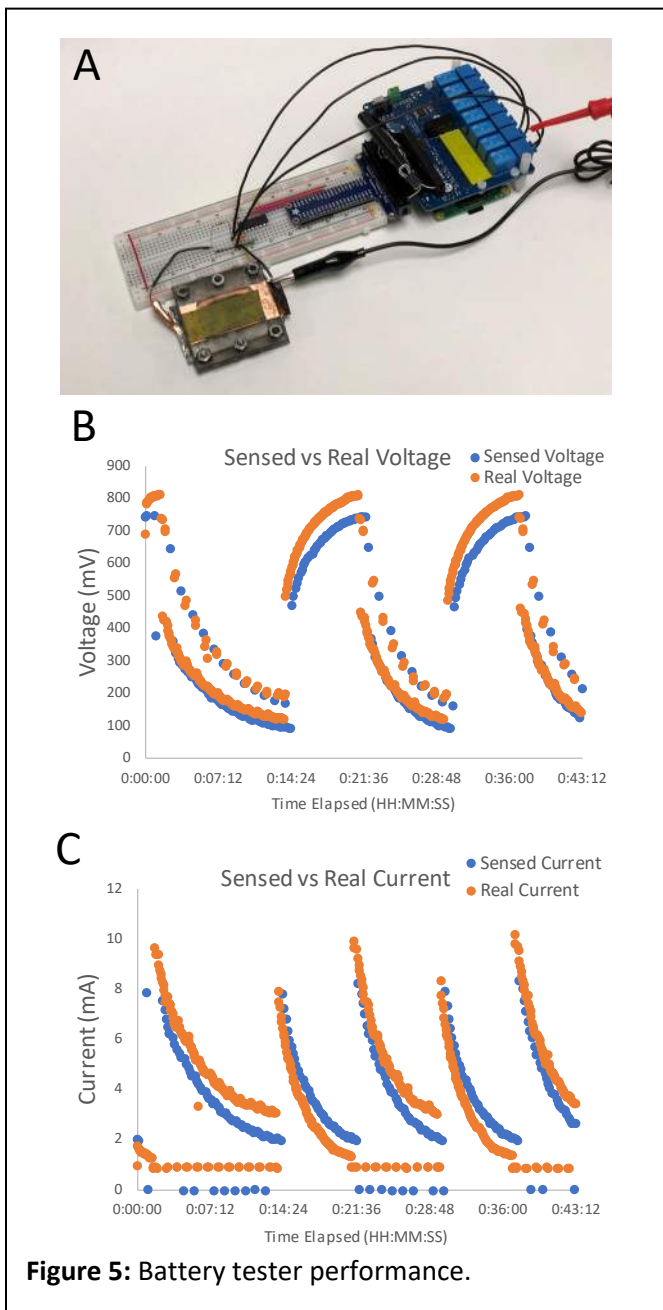 A
B
Sensed vs Real Voltage
Sensed Voltage
Real Voltage
900
800
700
600
500
400
300
200
100
0
Voltage (mV)
0:00:00 0:07:12 0:14:24 0:21:36 0:28:48 0:36:00 0:43:12
Time Elapsed (HH:MM:SS)
C
Sensed vs Real Current
Sensed Current
Real Current
12
10
8
6
4
2
0
Current (mA)
0:00:00 0:07:12 0:14:24 0:21:36 0:28:48 0:36:00 0:43:12
Time Elapsed (HH:MM:SS)
Figure 5: Battery tester performance.